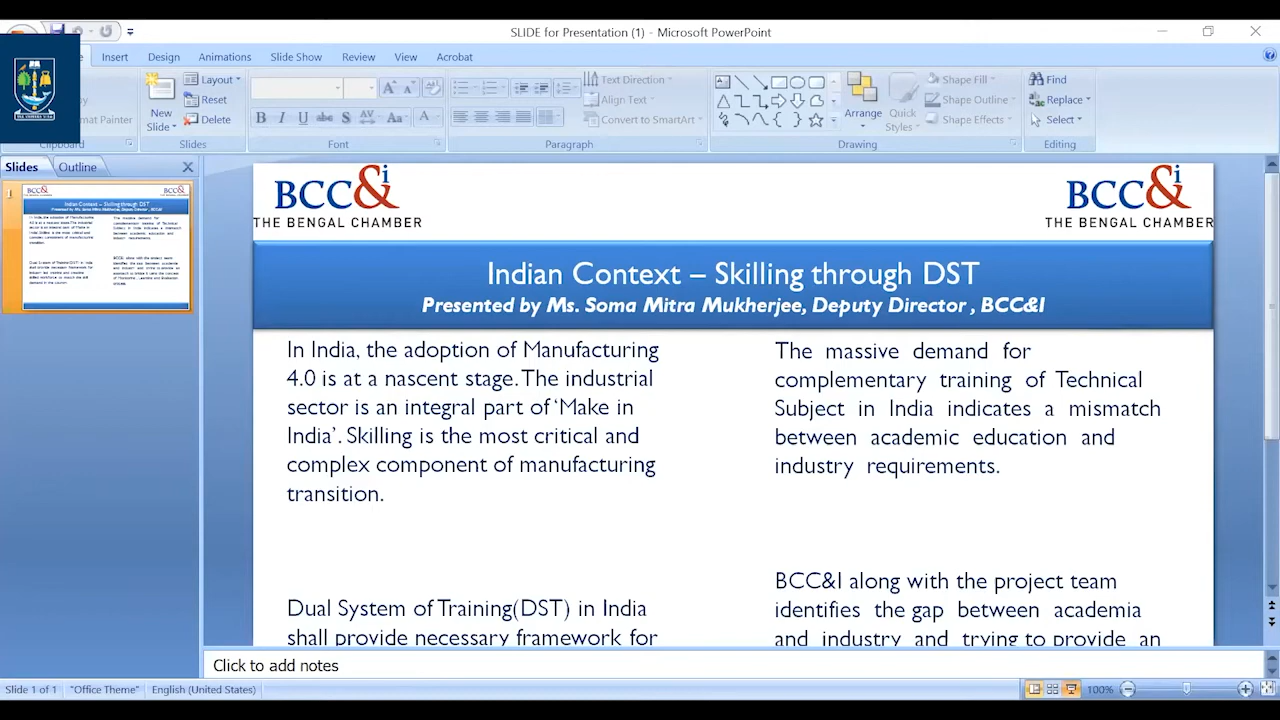 SLIDE for Presentation (1) - Microsoft PowerPoint
Insert Design Animations Slide Show Review View Acrobat
Layout
Reset
Delete
New
Slide
Format Painter
Clipboard
Slides
Font
Text Direction
Align Text
Convert to SmartArt
Paragraph
Arrange
Quick
Styles
Shape Fill
Shape Outline
Shape Effects
Drawing
Find
Replace
Select
Editing
Slides Outline
1
BCC&i
THE BENGAL CHAMBER
BCC&i
THE BENGAL CHAMBER
Indian Context – Skilling through DST
Presented by Ms. Soma Mitra Mukherjee, Deputy Director , BCC&I
In India, the adoption of Manufacturing
4.0 is at a nascent stage. The industrial
sector is an integral part of ‘Make in
India’. Skilling is the most critical and
complex component of manufacturing
transition.
Dual System of Training(DST) in India
shall provide necessary framework for
The massive demand for
complementary training of Technical
Subject in India indicates a mismatch
between academic education and
industry requirements.
BCC&I along with the project team
identifies the gap between academia
and industry and trying to provide an
Click to add notes
Slide 1 of 1 "Office Theme" English (United States) 100%